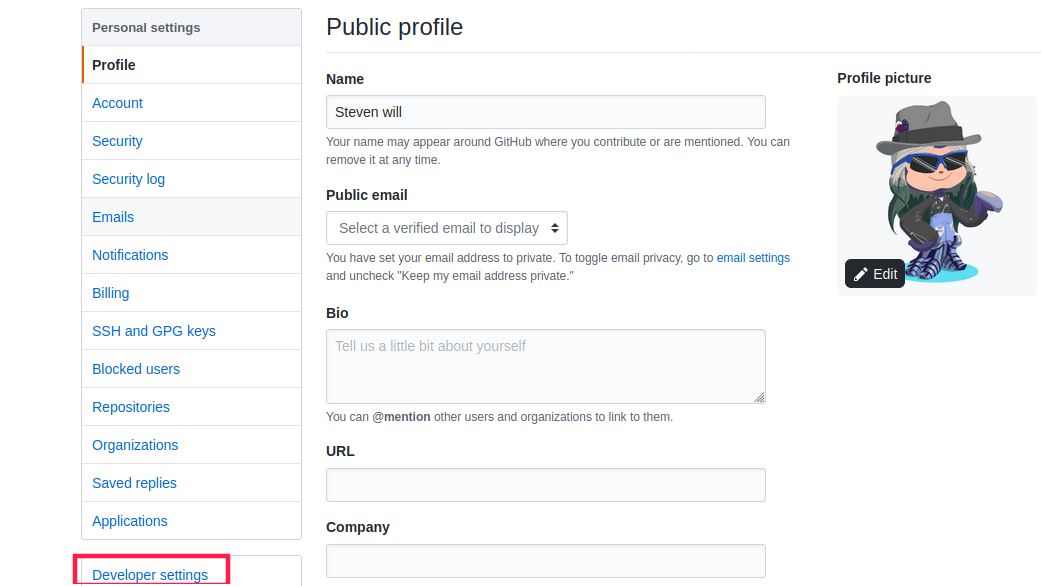 Personal settings
Profile
Account
Security
Security log
Emails
Notifications
Billing
SSH and GPG keys
Blocked users
Repositories
Organizations
Saved replies
Applications
Developer settings
Public profile
Name
Steven will
Your name may appear around GitHub where you contribute or are mentioned. You can
remove it at any time.
Public email
Select a verified email to display
You have set your email address to private. To toggle email privacy, go to email settings
and uncheck "Keep my email address private."
Bio
Tell us a little bit about yourself
You can @mention other users and organizations to link to them.
URL
Company
Profile picture
Edit